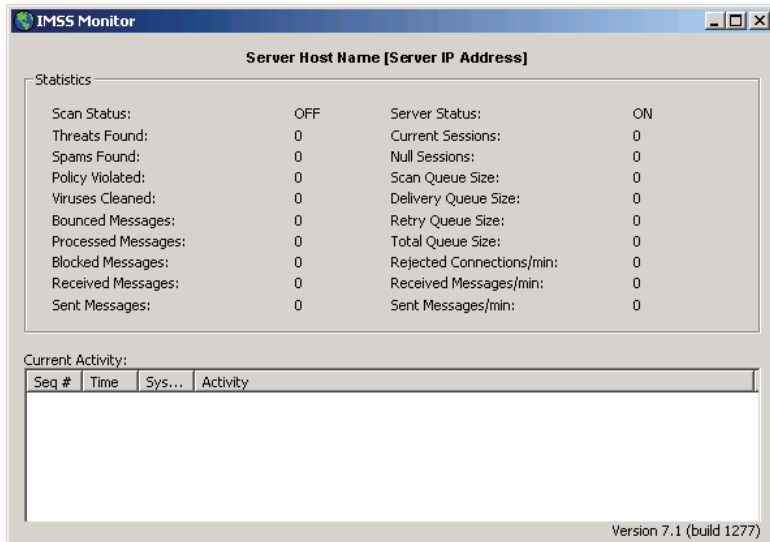 IMSS Monitor
Server Host Name [Server IP Address]
Statistics
Scan Status: OFF Server Status: ON
Threats Found: 0 Current Sessions: 0
Spams Found: 0 Null Sessions: 0
Policy Violated: 0 Scan Queue Size: 0
Viruses Cleaned: 0 Delivery Queue Size: 0
Bounced Messages: 0 Retry Queue Size: 0
Processed Messages: 0 Total Queue Size: 0
Blocked Messages: 0 Rejected Connections/min: 0
Received Messages: 0 Received Messages/min: 0
Sent Messages: 0 Sent Messages/min: 0
Current Activity:
Seq # Time Sys... Activity
Version 7.1 (build 1277)